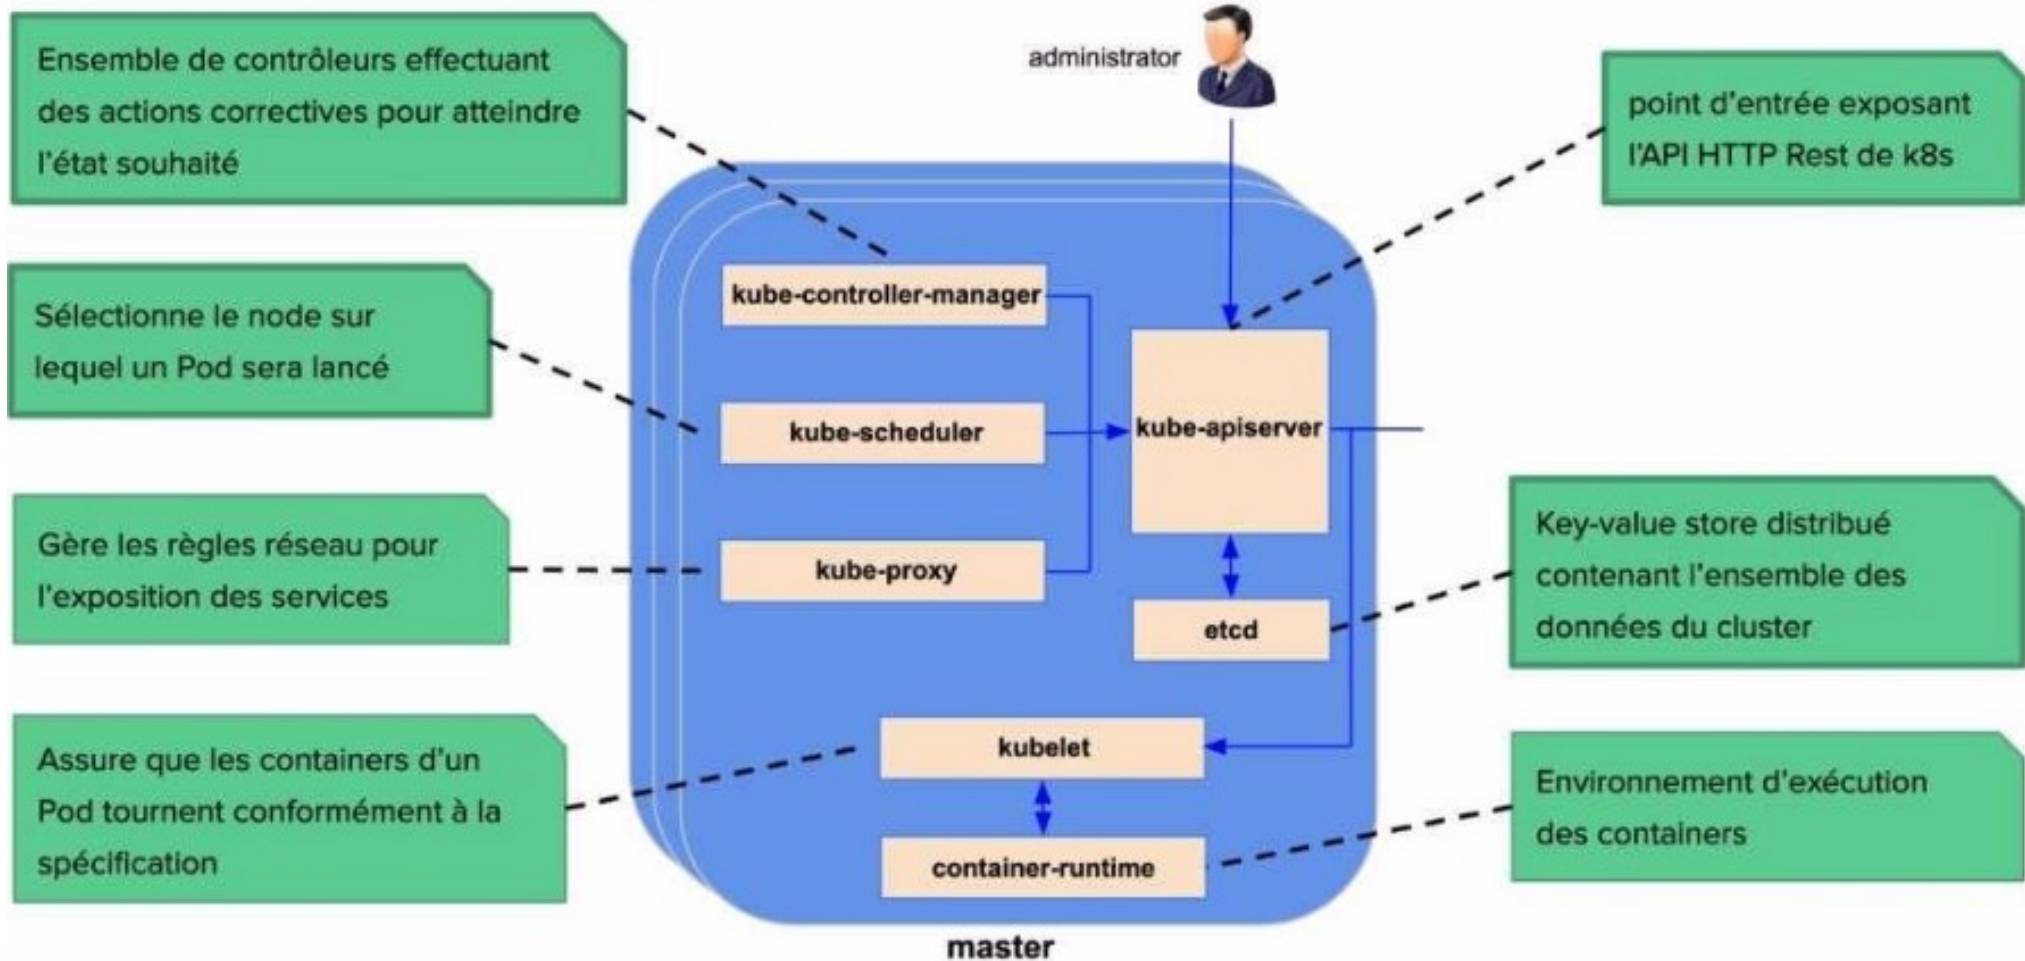 Ensemble de contrôleurs effectuant
des actions correctives pour atteindre
l'état souhaité
administrator
point d'entrée exposant
l'API HTTP Rest de k8s
kube-controller-manager
Sélectionne le node sur
lequel un Pod sera lancé
kube-scheduler
kube-apiserver
Gère les règles réseau pour
l'exposition des services
kube-proxy
Key-value store distribué
contenant l'ensemble des
données du cluster
etcd
Assure que les containers d'un
Pod tournent conformément à la
spécification
kubelet
Environnement d'exécution
des containers
container-runtime
master